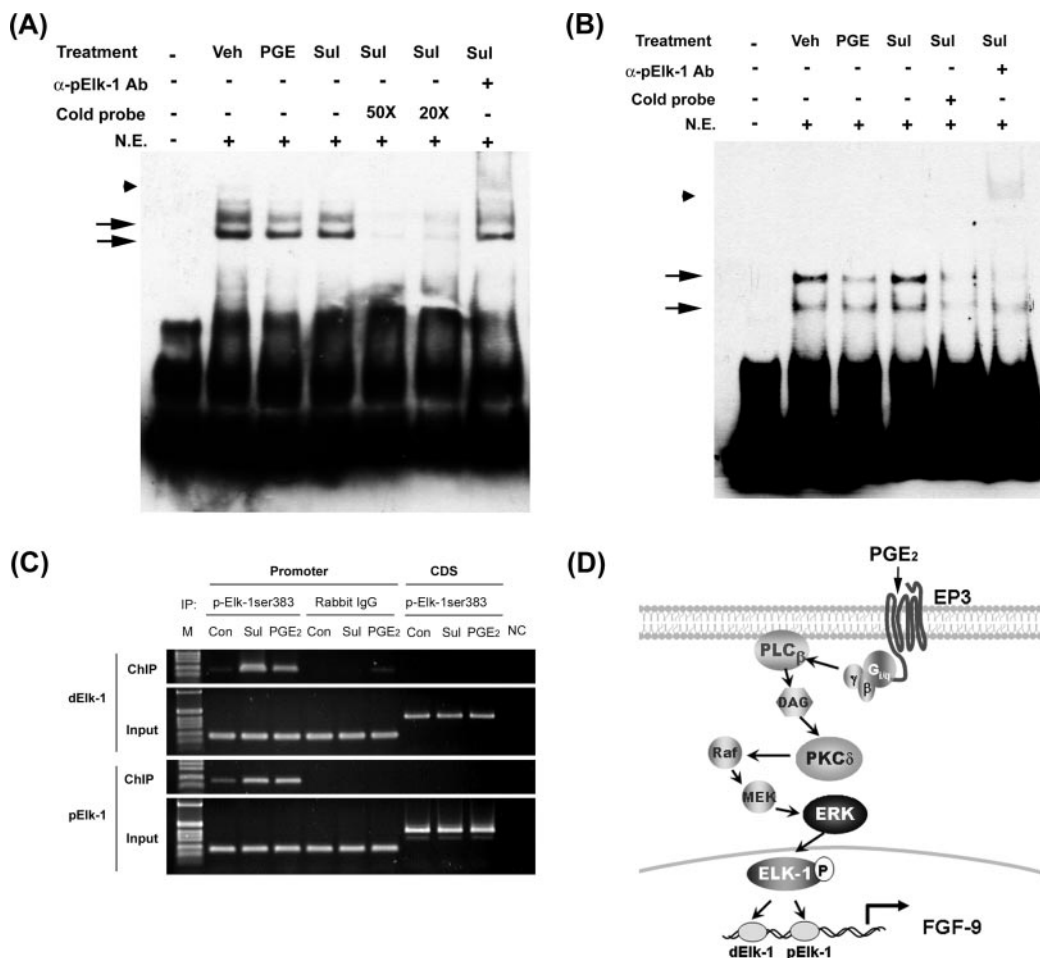 (A)
Treatment - Veh PGE Sul Sul Sul Sul
α-pElk-1 Ab - - - - - - +
Cold probe - - - - 50X 20X -
N.E. - + + + + + +
(B)
Treatment - Veh PGE Sul Sul Sul
α-pElk-1 Ab - - - - - +
Cold probe - - - - + -
N.E. - + + + + +
(C)
Promoter CDS
IP: p-Elk-1ser383 Rabbit IgG p-Elk-1ser383
M Con Sul PGE₂ Con Sul PGE₂ Con Sul PGE₂ NC
dElk-1
ChIP
Input
pElk-1
ChIP
Input
(D)
PGE₂
EP3
PLCβ
γ β Gi/q
DAG
PKCδ
Raf
MEK
ERK
ELK-1 P
FGF-9
dElk-1 pElk-1